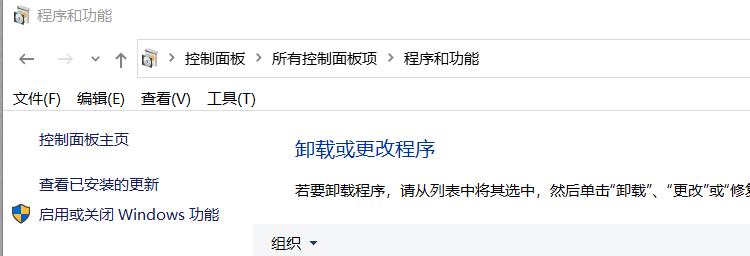 程序和功能
控制面板 > 所有控制面板项 > 程序和功能
文件(F) 编辑(E) 查看(V) 工具(T)
控制面板主页
卸载或更改程序
查看已安装的更新
若要卸载程序，请从列表中将其选中，然后单击“卸载”、“更改”或“修复
启用或关闭 Windows 功能
组织